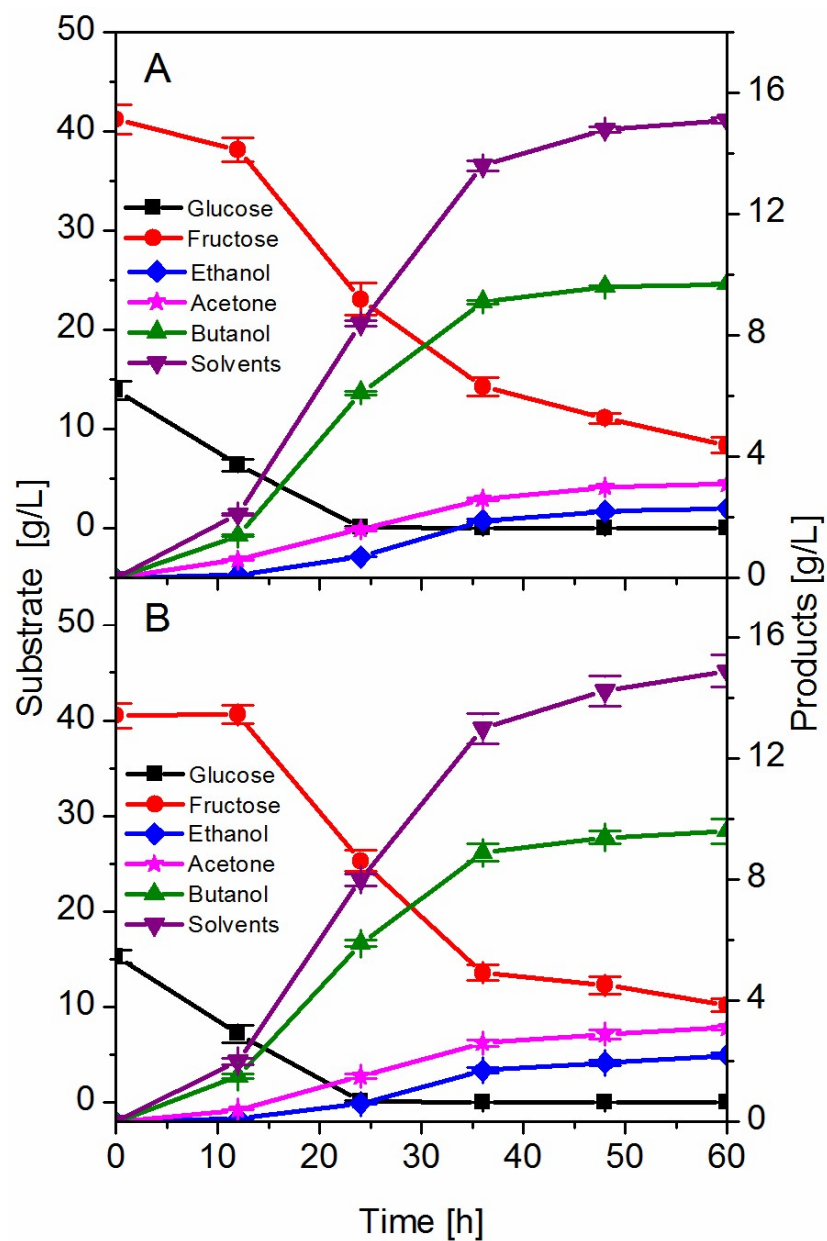 A
50
40
30
20
10
0
16
12
8
4
0
Glucose
Fructose
Ethanol
Acetone
Butanol
Solvents
Substrate [g/L]
Products [g/L]
B
50
40
30
20
10
0
16
12
8
4
0
Glucose
Fructose
Ethanol
Acetone
Butanol
Solvents
0 10 20 30 40 50 60
Time [h]